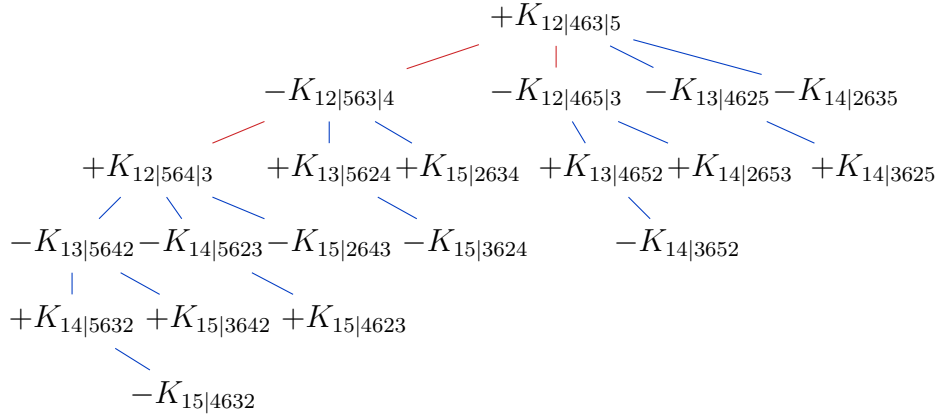 +K_{12|463|5}
−K_{12|563|4} −K_{12|465|3} −K_{13|4625} −K_{14|2635}
+K_{12|564|3} +K_{13|5624} +K_{15|2634} +K_{13|4652} +K_{14|2653} +K_{14|3625}
−K_{13|5642} −K_{14|5623} −K_{15|2643} −K_{15|3624} −K_{14|3652}
+K_{14|5632} +K_{15|3642} +K_{15|4623}
−K_{15|4632}